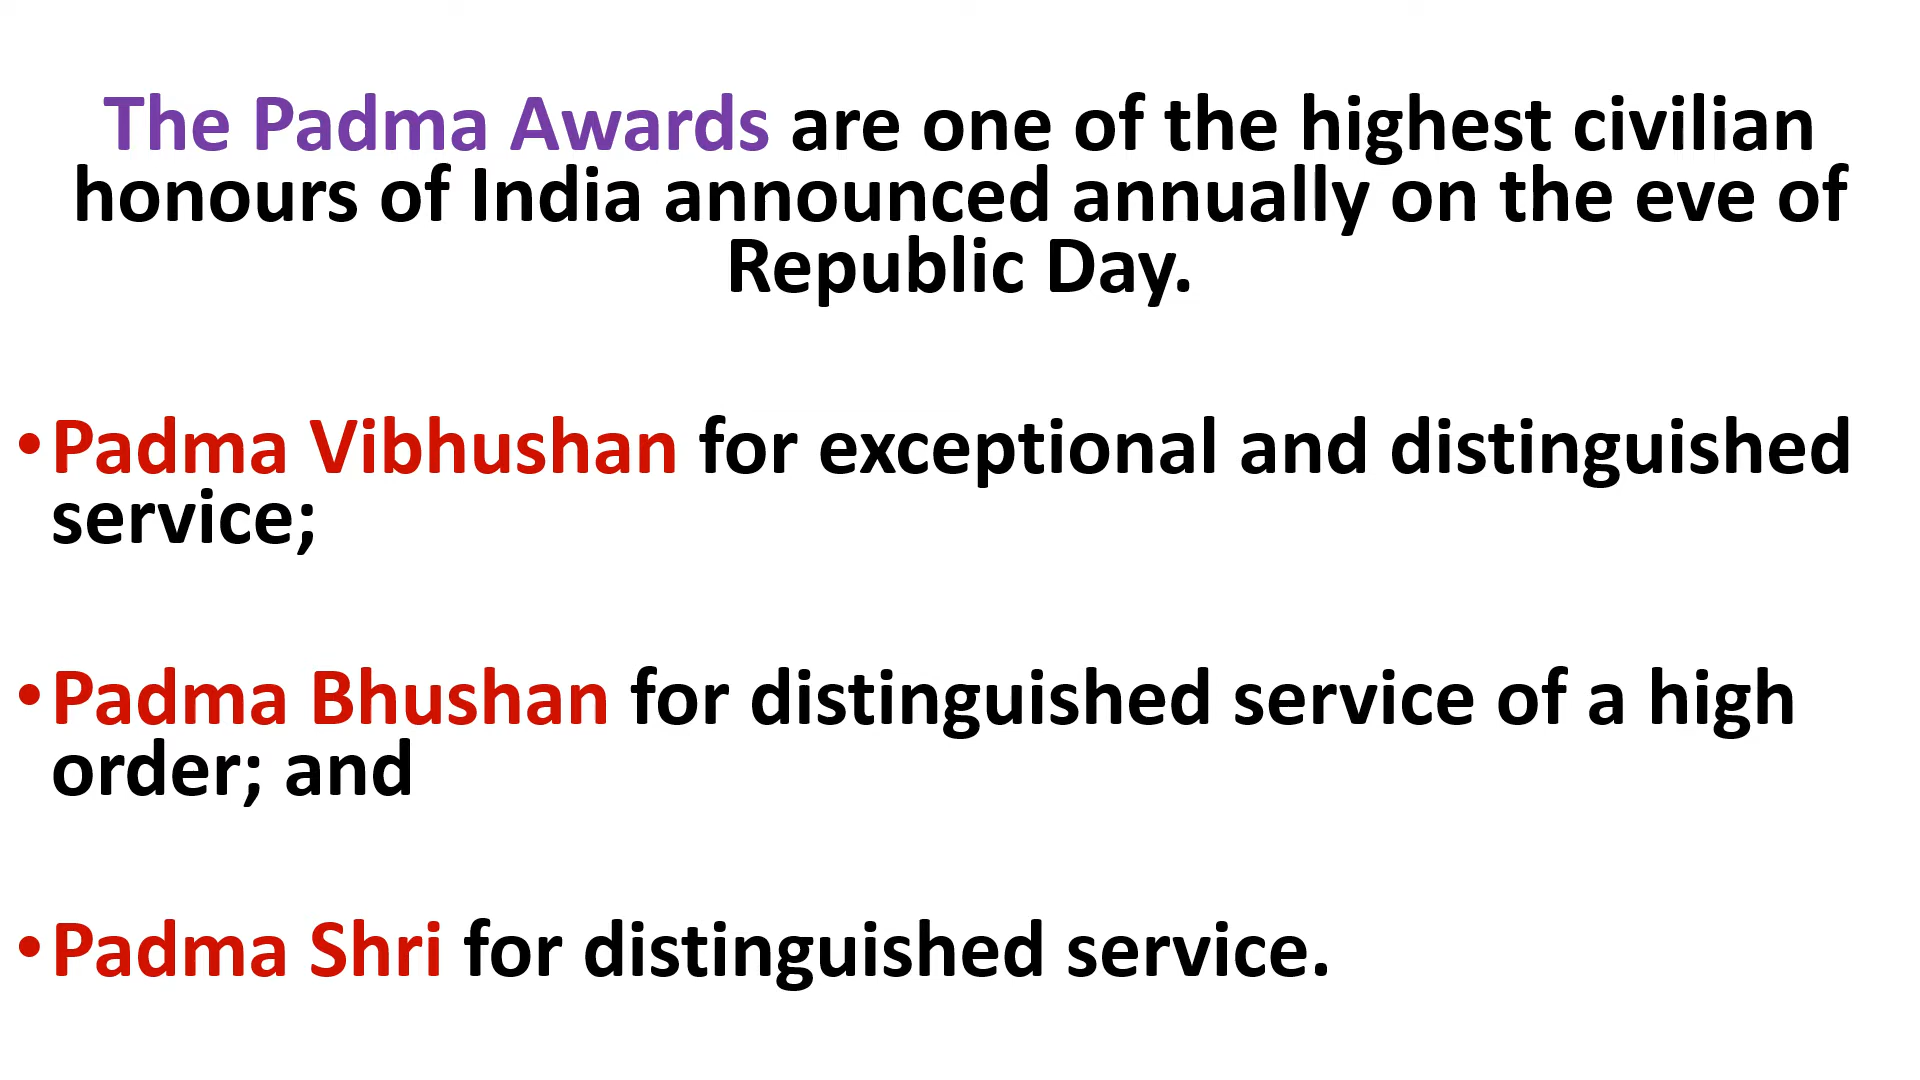 The Padma Awards are one of the highest civilian
honours of India announced annually on the eve of
Republic Day.
•Padma Vibhushan for exceptional and distinguished
service;
•Padma Bhushan for distinguished service of a high
order; and
•Padma Shri for distinguished service.